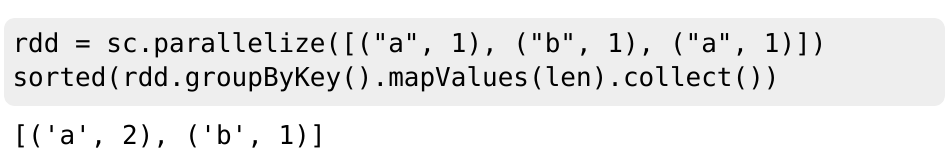 rdd = sc.parallelize([("a", 1), ("b", 1), ("a", 1)])
sorted(rdd.groupByKey().mapValues(len).collect())
[('a', 2), ('b', 1)]